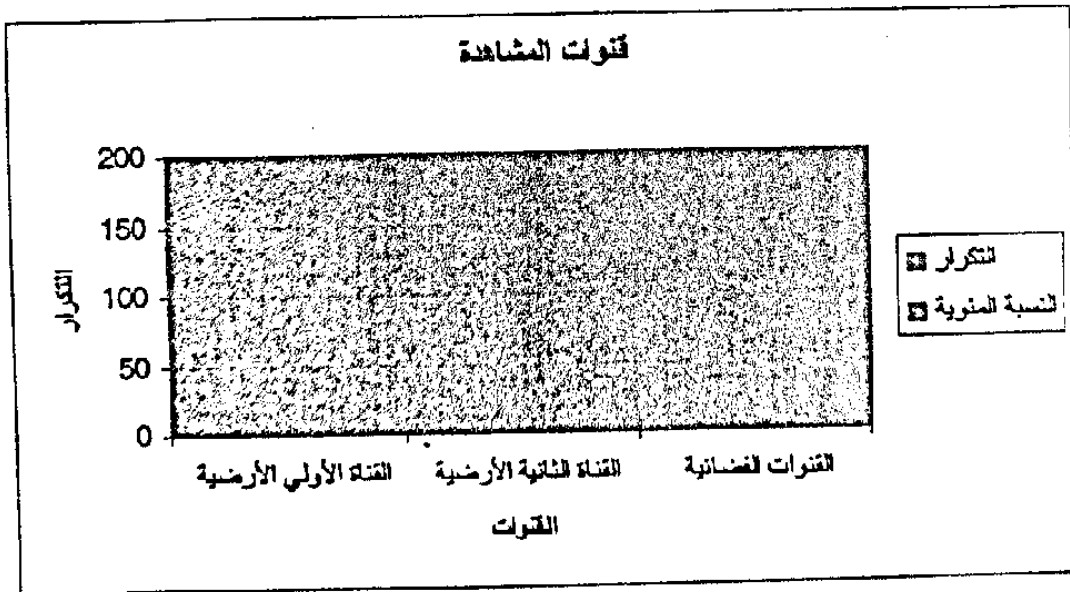 قنوات المشاهدة
200
150
100
50
0
التكرار
القناة الأولي الأرضية
القناة الثانية الأرضية
القنوات الفضائية
القنوات
التكرار
النسبة المئوية